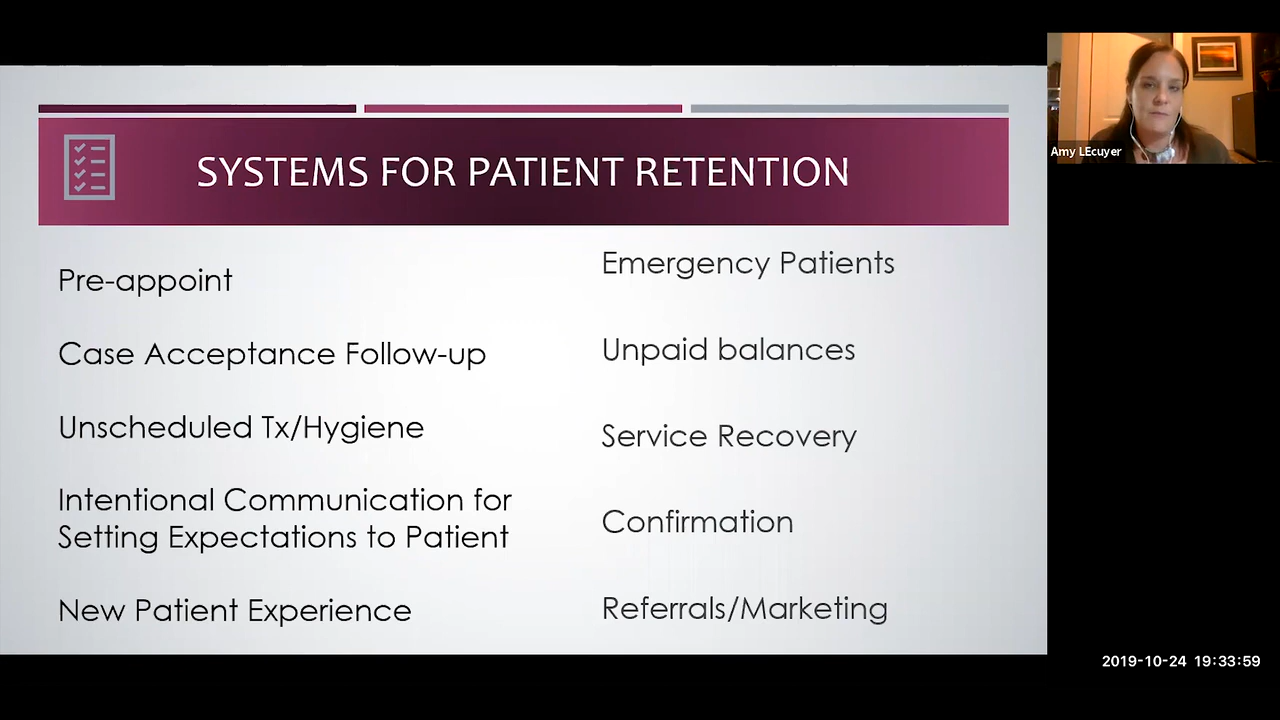 SYSTEMS FOR PATIENT RETENTION
Pre-appoint
Case Acceptance Follow-up
Unscheduled Tx/Hygiene
Intentional Communication for
Setting Expectations to Patient
New Patient Experience
Emergency Patients
Unpaid balances
Service Recovery
Confirmation
Referrals/Marketing
Amy LEcuyer
2019-10-24 19:33:59